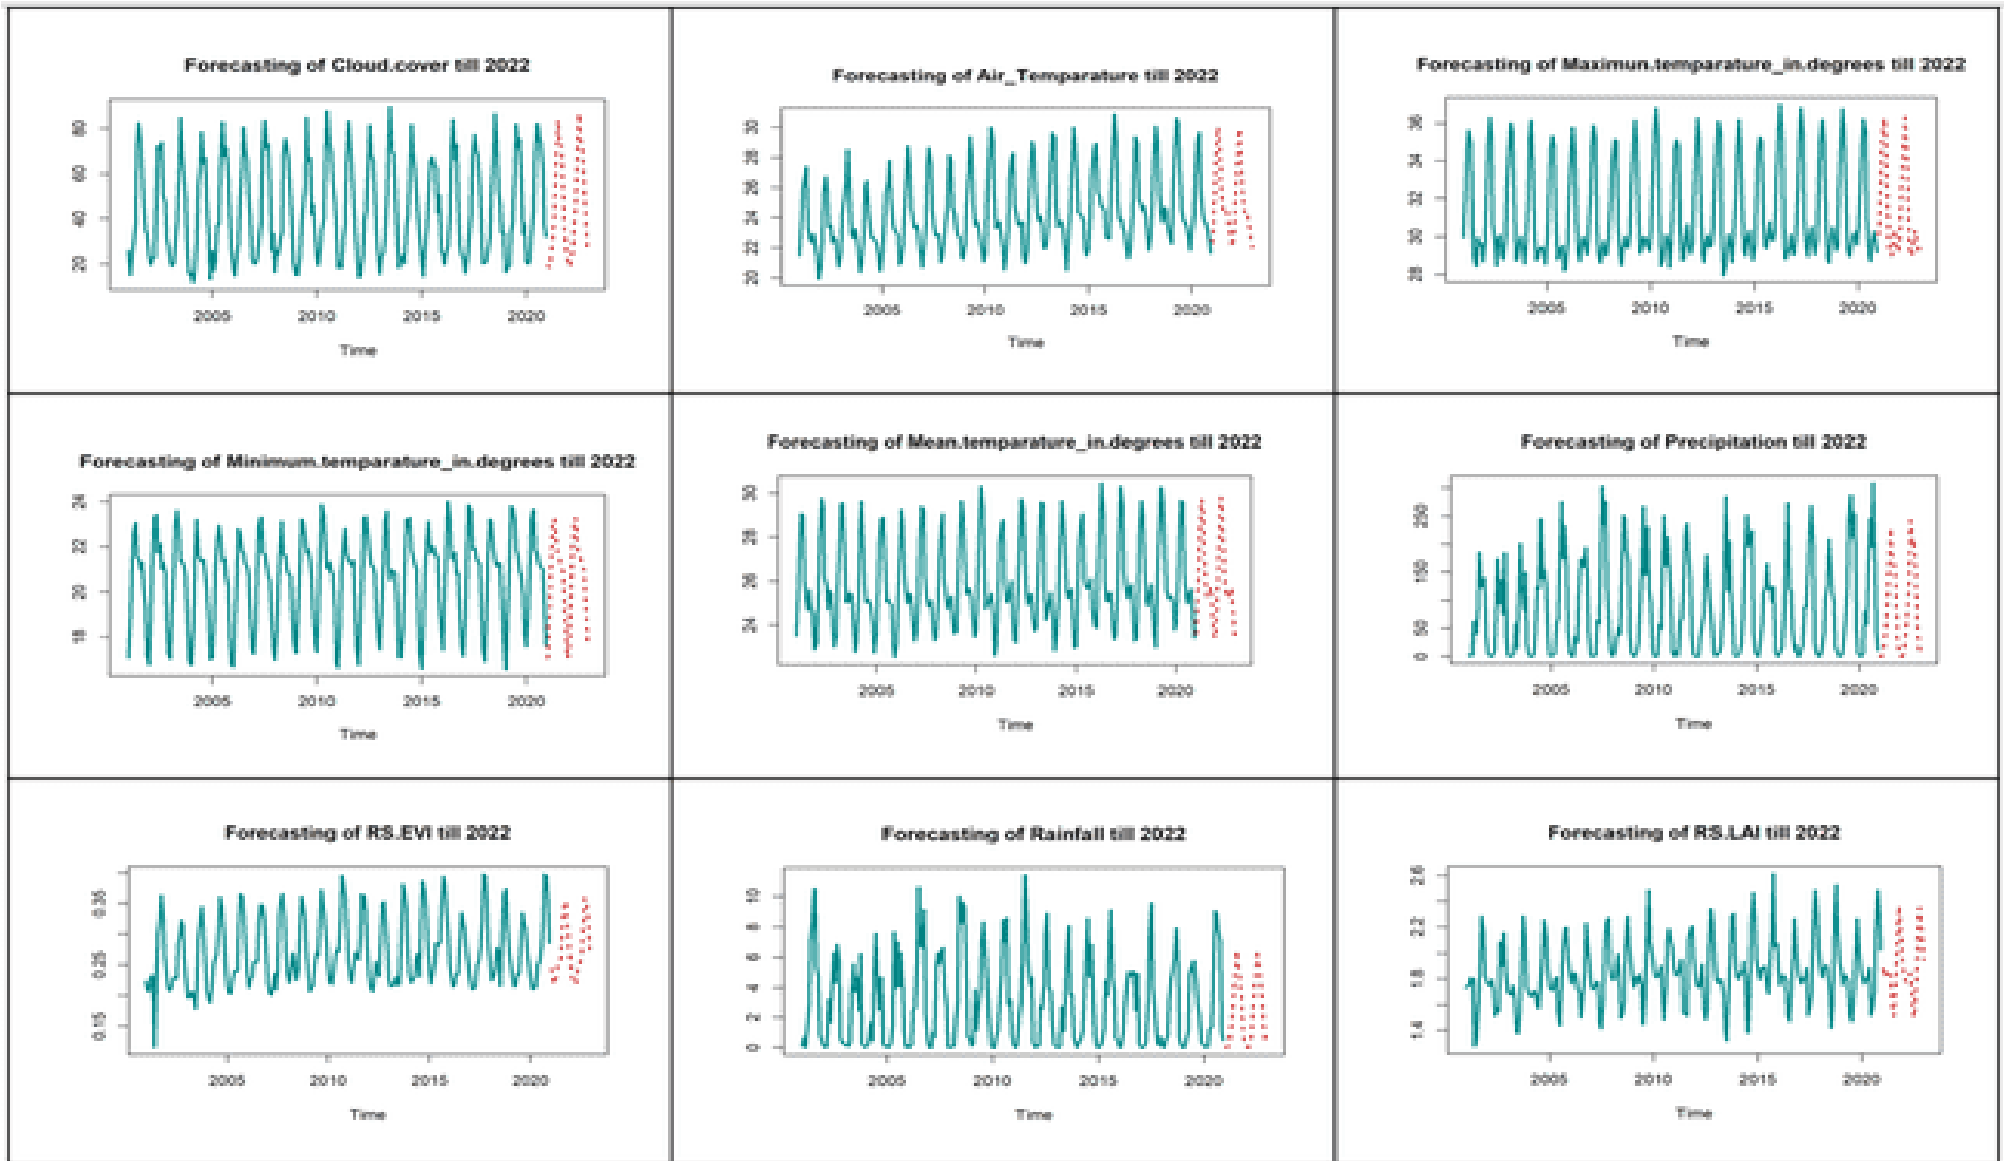 Forecasting of Cloud.cover till 2022
80
60
40
20
2005 2010 2015 2020
Time
Forecasting of Air_Temparature till 2022
30
28
26
24
22
20
2005 2010 2015 2020
Time
Forecasting of Maximun.temparature_in.degrees till 2022
36
34
32
30
28
2005 2010 2015 2020
Time
Forecasting of Minimum.temparature_in.degrees till 2022
24
22
20
18
2005 2010 2015 2020
Time
Forecasting of Mean.temparature_in.degrees till 2022
30
28
26
24
2005 2010 2015 2020
Time
Forecasting of Precipitation till 2022
250
150
50
0
2005 2010 2015 2020
Time
Forecasting of RS.EVI till 2022
0.35
0.25
0.15
2005 2010 2015 2020
Time
Forecasting of Rainfall till 2022
10
8
6
4
2
0
2005 2010 2015 2020
Time
Forecasting of RS.LAI till 2022
2.6
2.2
1.8
1.4
2005 2010 2015 2020
Time